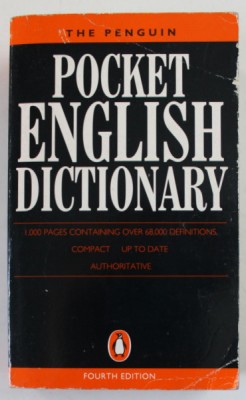 THE PENGUIN
POCKET
ENGLISH
DICTIONARY
1,000 PAGES CONTAINING OVER 68,000 DEFINITIONS,
COMPACT UP TO DATE
AUTHORITATIVE
FOURTH EDITION